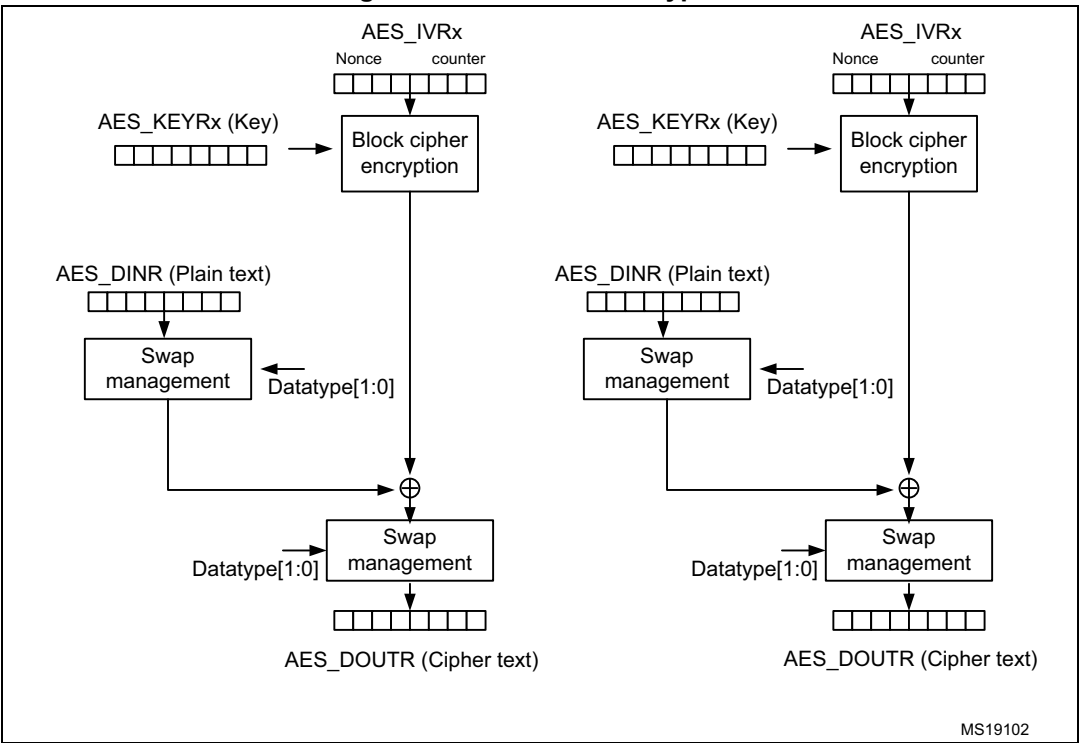 AES_IVRx
Nonce counter
AES_KEYRx (Key)
Block cipher
encryption
AES_DINR (Plain text)
Swap
management
Datatype[1:0]
Swap
management
Datatype[1:0]
AES_DOUTR (Cipher text)
AES_IVRx
Nonce counter
AES_KEYRx (Key)
Block cipher
encryption
AES_DINR (Plain text)
Swap
management
Datatype[1:0]
Swap
management
Datatype[1:0]
AES_DOUTR (Cipher text)
MS19102